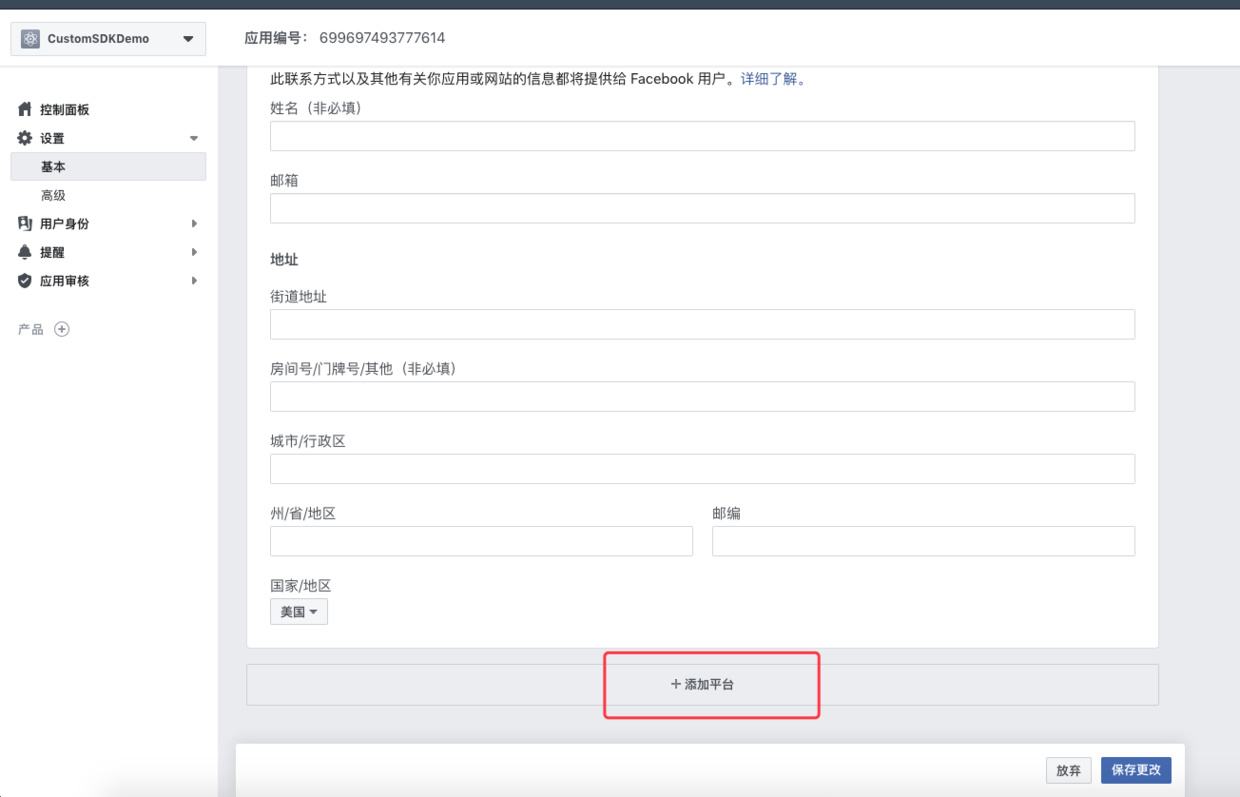 CustomSDKDemo
应用编号： 699697493777614
控制面板
设置
基本
高级
用户身份
提醒
应用审核
产品
此联系方式以及其他有关你应用或网站的信息都将提供给 Facebook 用户。详细了解。
姓名（非必填）
邮箱
地址
街道地址
房间号/门牌号/其他（非必填）
城市/行政区
州/省/地区
邮编
国家/地区
美国
+ 添加平台
放弃
保存更改